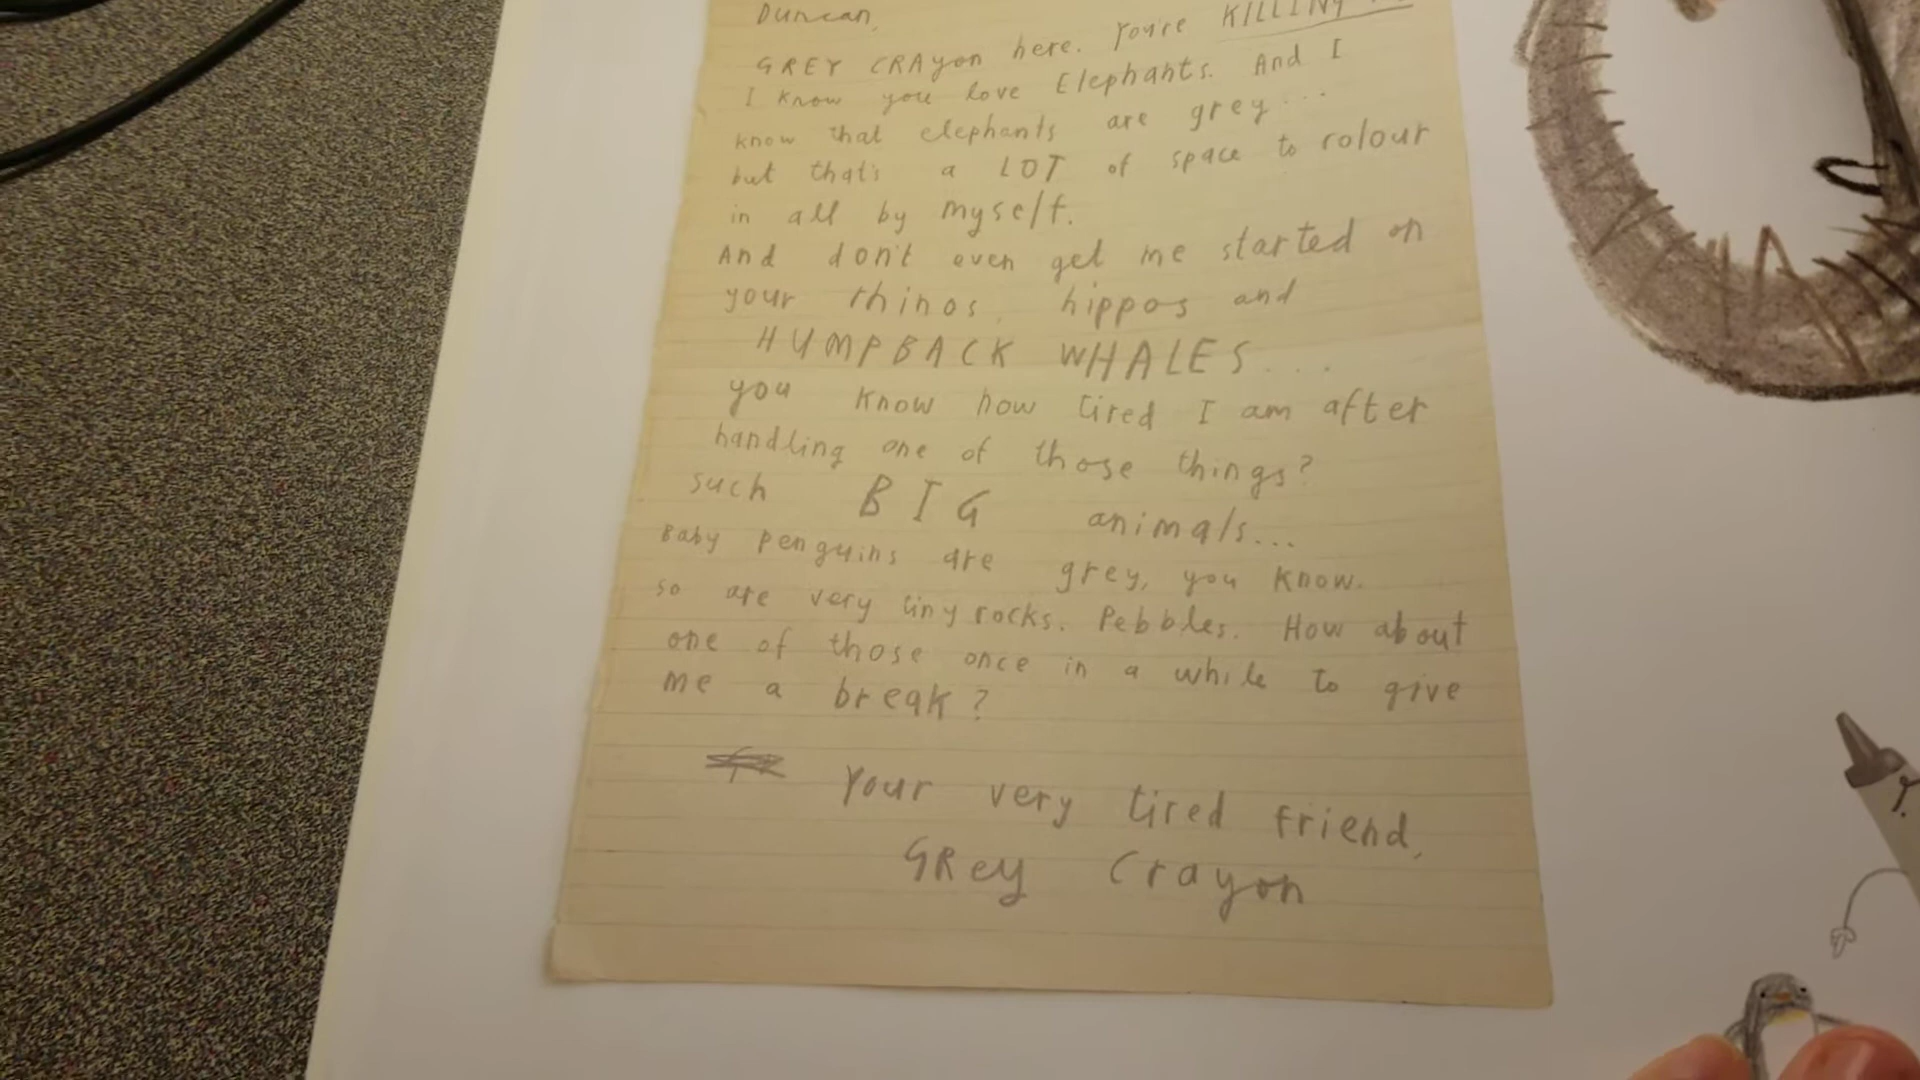 Duncan,
GREY CRAyon here. You're KILLING
I know you love Elephants. And I
know that elephants are grey...
but that's a LOT of space to colour
in all by myself.
And don't even get me started on
your rhinos, hippos and
HUMPBACK WHALES...
you know how tired I am after
handling one of those things?
such BIG animals...
Baby penguins are grey, you know.
so are very tiny rocks. Pebbles. How about
one of those once in a while to give
me a break?
Your very tired friend,
GRey Crayon